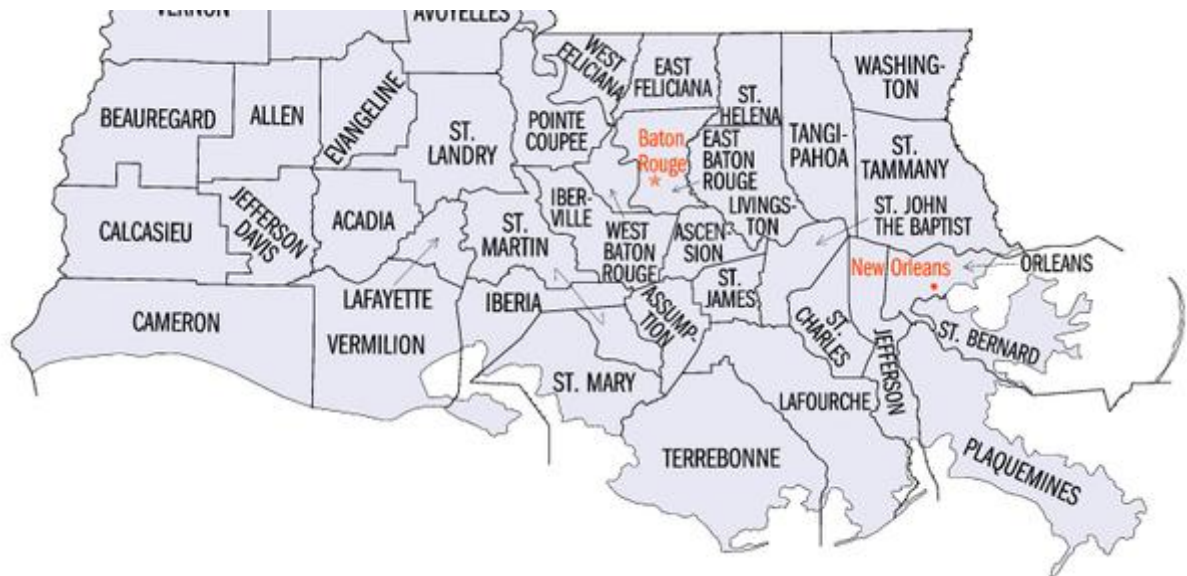 VERNON
AVOYELLES
WEST
FELICIANA
EAST
FELICIANA
ST.
HELENA
WASHING-
TON
BEAUREGARD
ALLEN
EVANGELINE
ST.
LANDRY
POINTE
COUPEE
Baton
Rouge
EAST
BATON
ROUGE
TANGI-
PAHOA
ST.
TAMMANY
CALCASIEU
JEFFERSON
DAVIS
ACADIA
ST.
MARTIN
IBER-
VILLE
WEST
BATON
ROUGE
ASCEN-
SION
LIVINGS-
TON
ST. JOHN
THE BAPTIST
New Orleans
ORLEANS
CAMERON
LAFAYETTE
VERMILION
IBERIA
ASSUMP-
TION
ST.
JAMES
ST.
CHARLES
JEFFERSON
ST. BERNARD
ST. MARY
LAFOURCHE
TERREBONNE
PLAQUEMINES